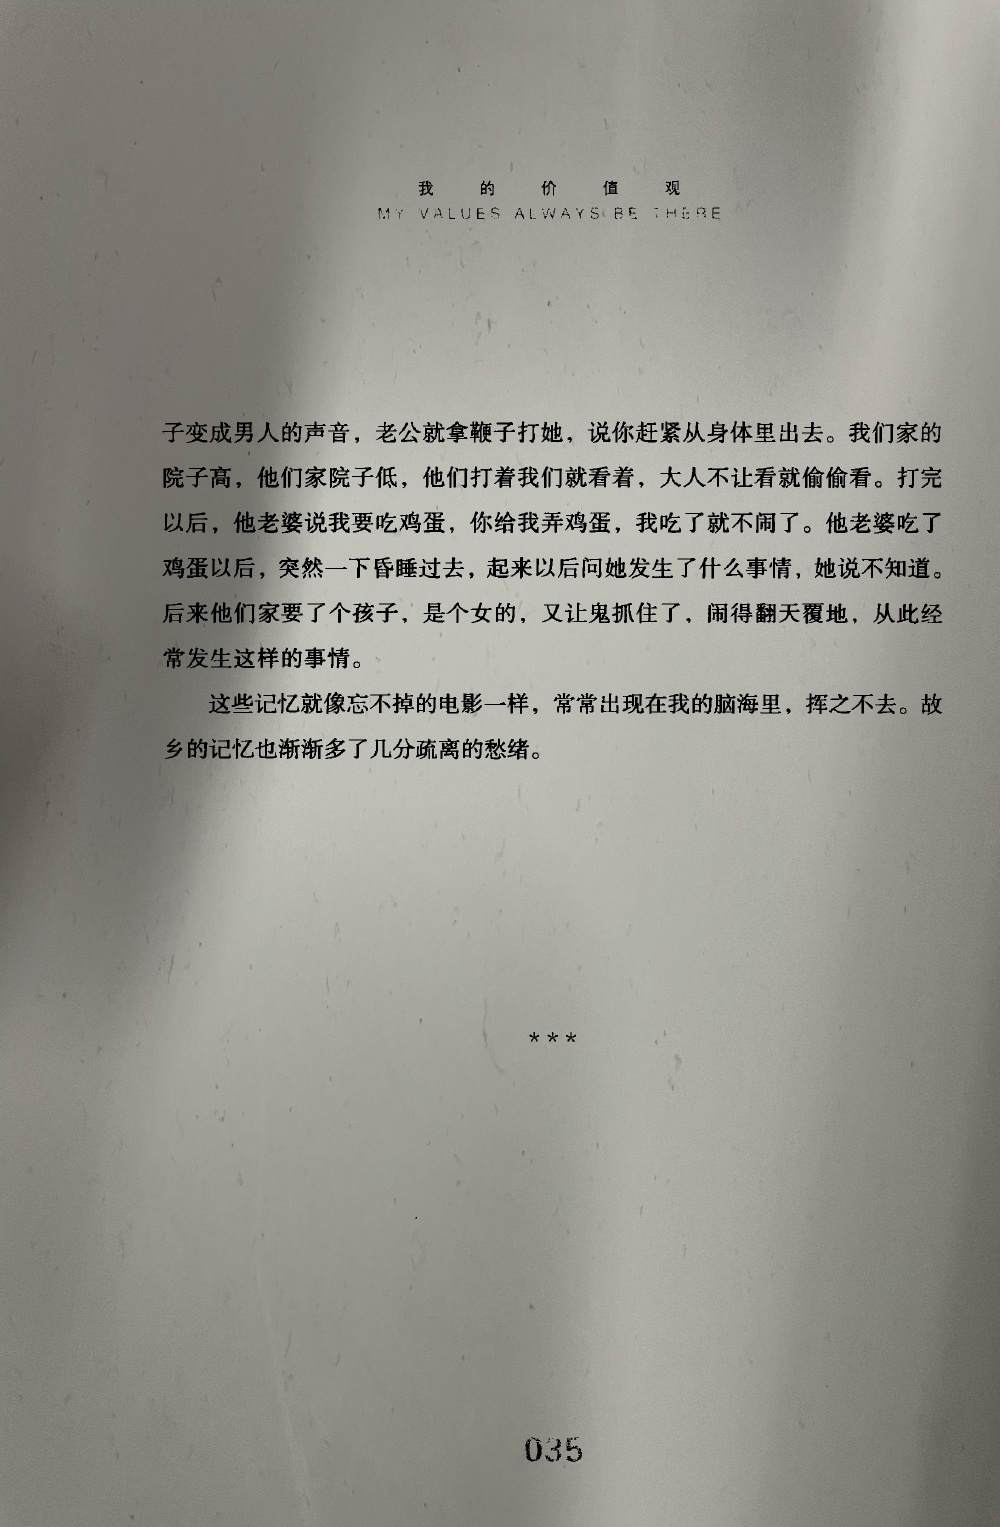 我的价值观
MY VALUES ALWAYS BE THERE
子变成男人的声音，老公就拿鞭子打她，说你赶紧从身体里出去。我们家的
院子高，他们家院子低，他们打着我们就看着，大人不让看就偷偷看。打完
以后，他老婆说我要吃鸡蛋，你给我弄鸡蛋，我吃了就不闹了。他老婆吃了
鸡蛋以后，突然一下昏睡过去，起来以后问她发生了什么事情，她说不知道。
后来他们家要了个孩子，是个女的，又让鬼抓住了，闹得翻天覆地，从此经
常发生这样的事情。
这些记忆就像忘不掉的电影一样，常常出现在我的脑海里，挥之不去。故
乡的记忆也渐渐多了几分疏离的愁绪。
***
035